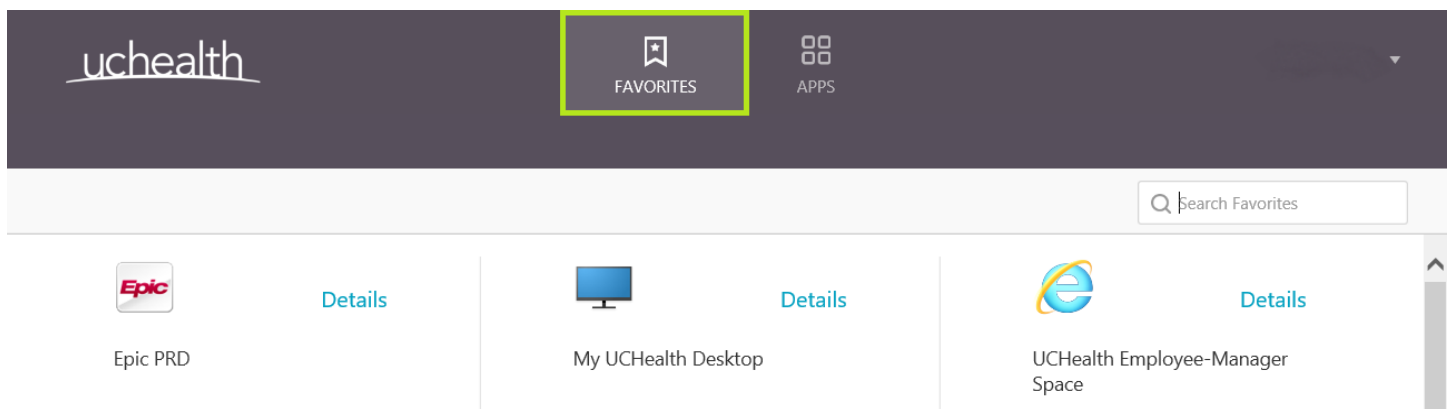 uchealth
FAVORITES
APPS
Search Favorites
Epic
Details
Details
Details
Epic PRD
My UCHealth Desktop
UCHealth Employee-Manager
Space